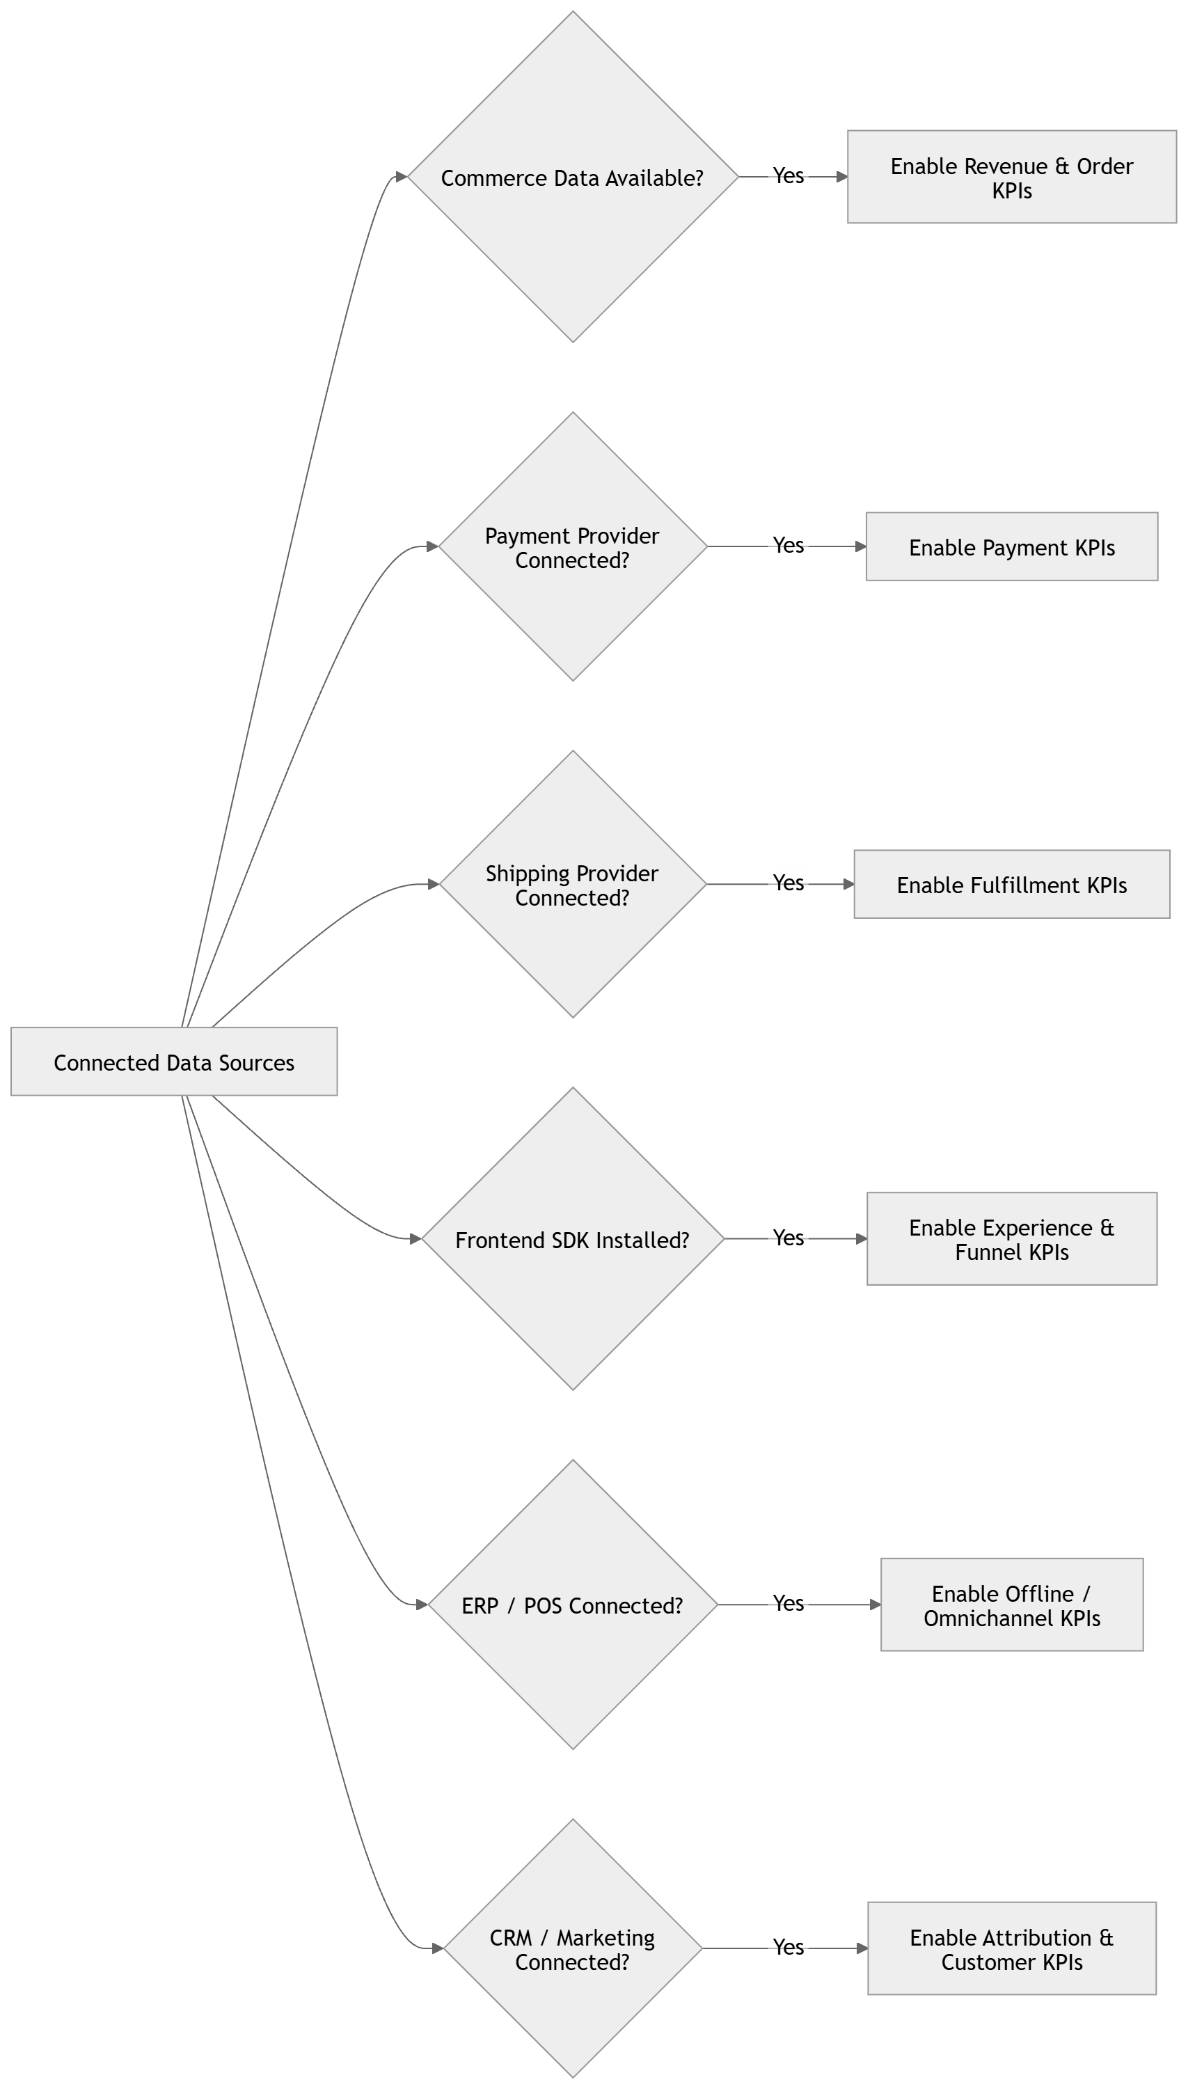 Commerce Data Available?
Yes
Enable Revenue & Order
KPIs
Payment Provider
Connected?
Yes
Enable Payment KPIs
Shipping Provider
Connected?
Yes
Enable Fulfillment KPIs
Connected Data Sources
Frontend SDK Installed?
Yes
Enable Experience &
Funnel KPIs
ERP / POS Connected?
Yes
Enable Offline /
Omnichannel KPIs
CRM / Marketing
Connected?
Yes
Enable Attribution &
Customer KPIs